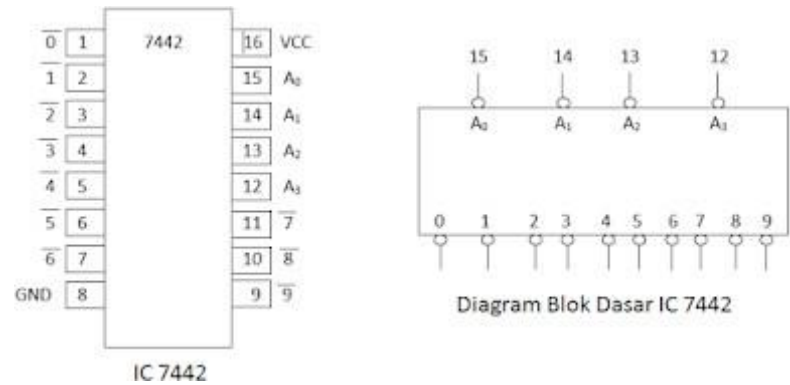 7442
0̅ 1 16 VCC
1̅ 2 15 A₀
2̅ 3 14 A₁
3̅ 4 13 A₂
4̅ 5 12 A₃
5̅ 6 11 7̅
6̅ 7 10 8̅
GND 8 9 9̅
IC 7442
15 14 13 12
A₀ A₁ A₂ A₃
0 1 2 3 4 5 6 7 8 9
Diagram Blok Dasar IC 7442